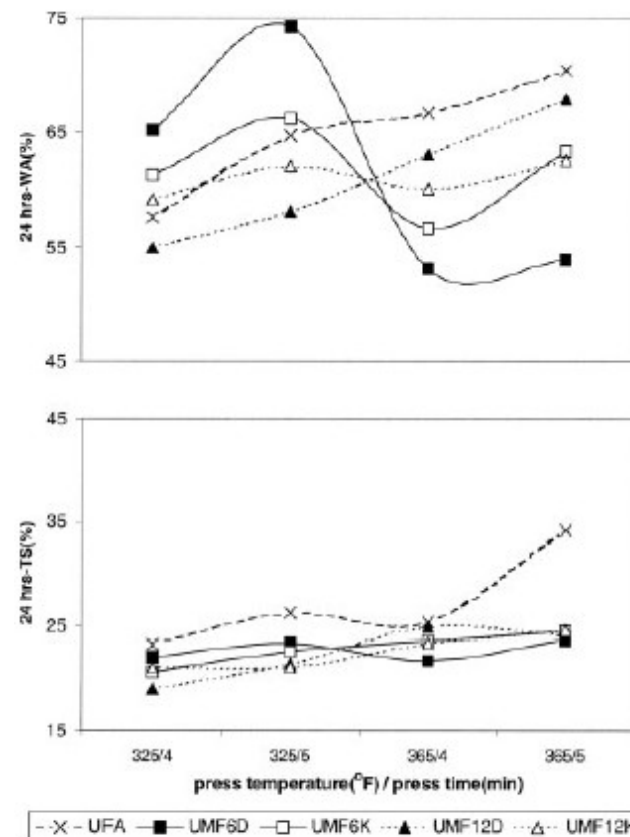 75
65
55
45
24 hrs-WA(%)
45
35
25
15
24 hrs-TS(%)
325/4 325/5 365/4 365/5
press temperature(°F) / press time(min)
UFA UMF6D UMF6K UMF12D UMF12K